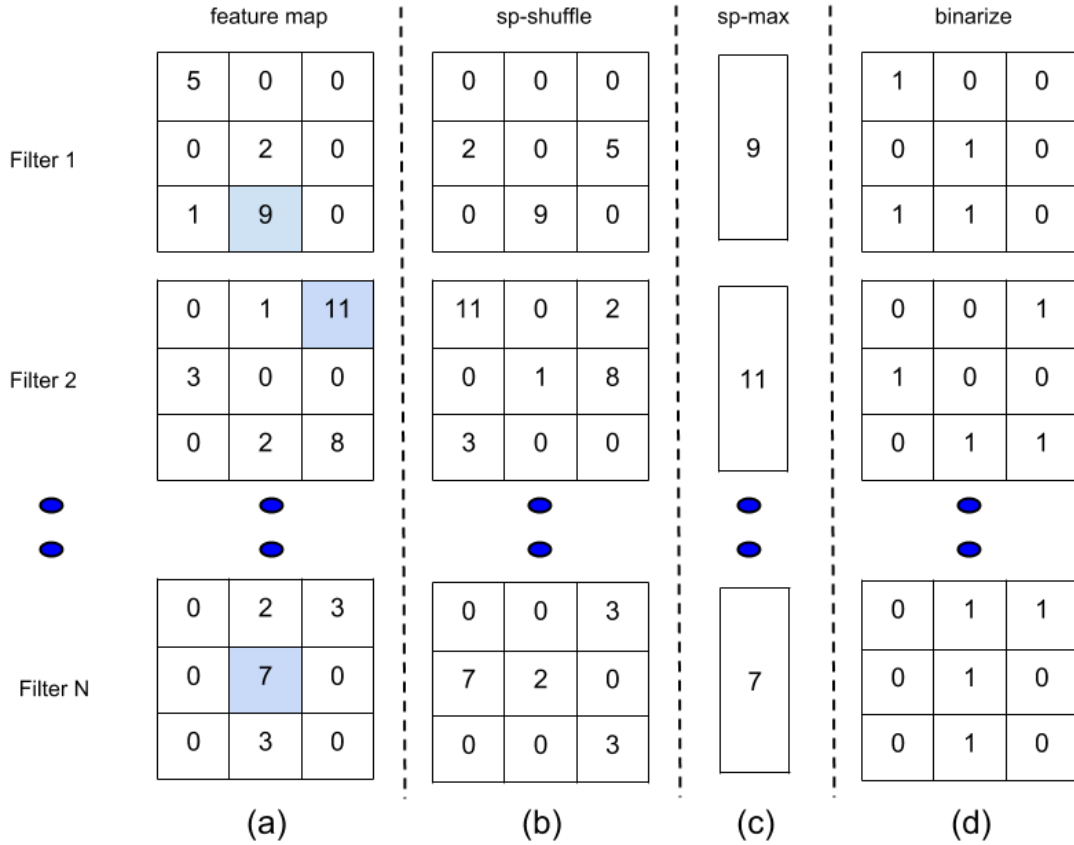 feature map sp-shuffle sp-max binarize
5 0 0 0 0 0 1 0 0
Filter 1 0 2 0 2 0 5 9 0 1 0
1 9 0 0 9 0 1 1 0
0 1 11 11 0 2 0 0 1
Filter 2 3 0 0 0 1 8 11 1 0 0
0 2 8 3 0 0 0 1 1
0 2 3 0 0 3 0 1 1
Filter N 0 7 0 7 2 0 7 0 1 0
0 3 0 0 0 3 0 1 0
(a) (b) (c) (d)